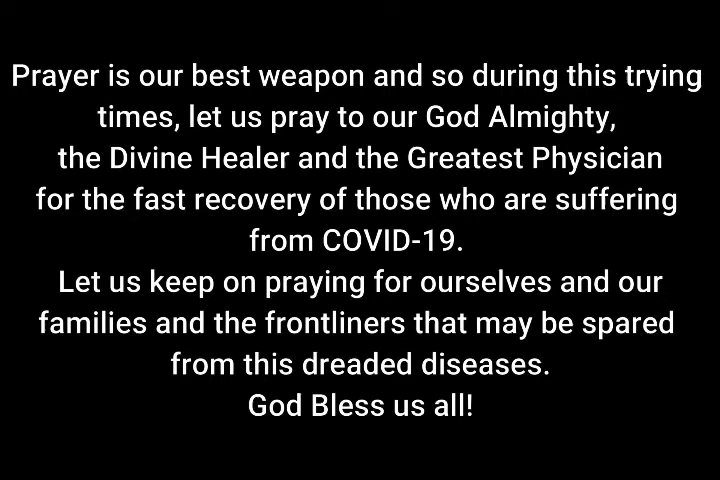 Prayer is our best weapon and so during this trying
times, let us pray to our God Almighty,
the Divine Healer and the Greatest Physician
for the fast recovery of those who are suffering
from COVID-19.
Let us keep on praying for ourselves and our
families and the frontliners that may be spared
from this dreaded diseases.
God Bless us all!